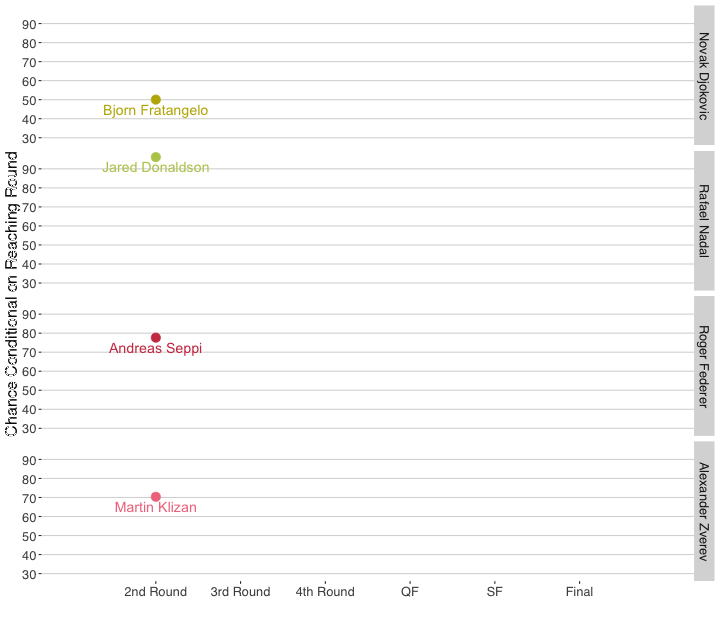 Chance Conditional on Reaching Round
90
80
70
60
50
40
30
Bjorn Fratangelo
Novak Djokovic
90
80
70
60
50
40
30
Jared Donaldson
Rafael Nadal
90
80
70
60
50
40
30
Andreas Seppi
Roger Federer
90
80
70
60
50
40
30
Martin Klizan
Alexander Zverev
2nd Round 3rd Round 4th Round QF SF Final